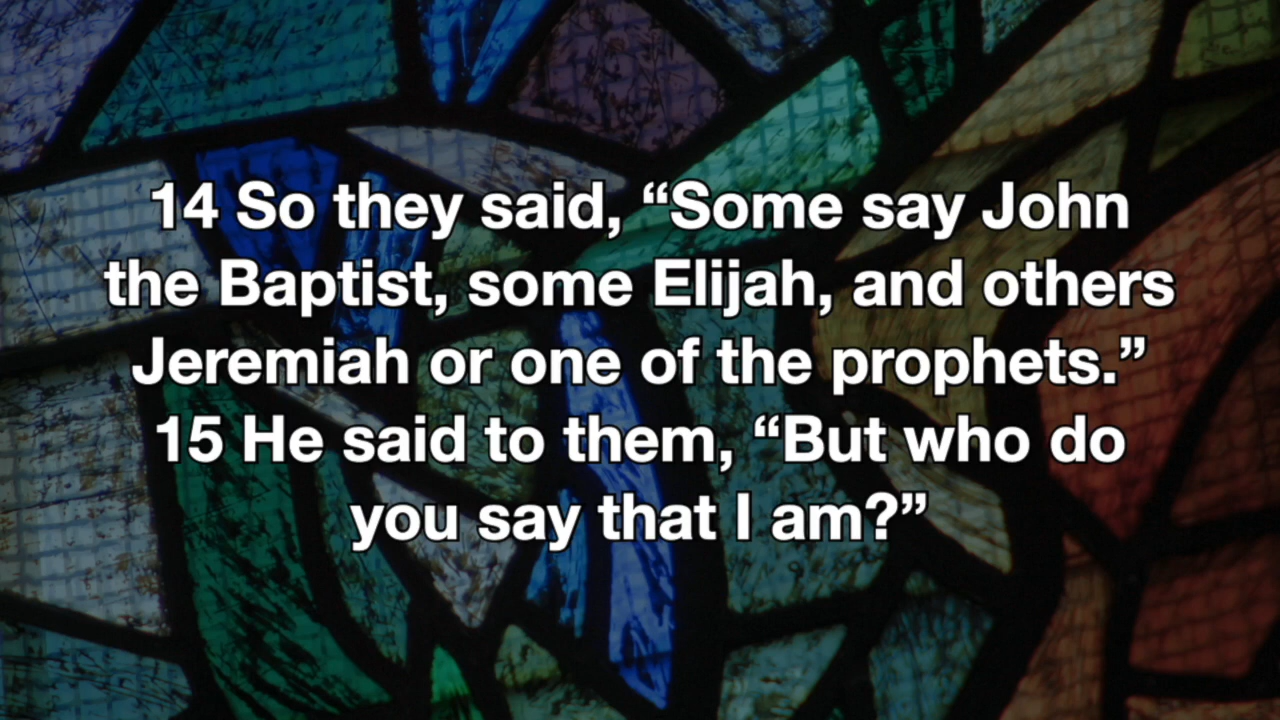 14 So they said, “Some say John
the Baptist, some Elijah, and others
Jeremiah or one of the prophets.”
15 He said to them, “But who do
you say that I am?”